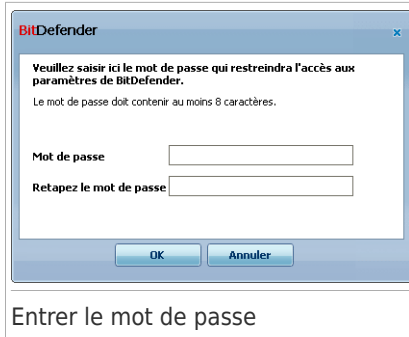 BitDefender
Veuillez saisir ici le mot de passe qui restreindra l'accès aux
paramètres de BitDefender.
Le mot de passe doit contenir au moins 8 caractères.
Mot de passe
Retapez le mot de passe
OK Annuler
Entrer le mot de passe